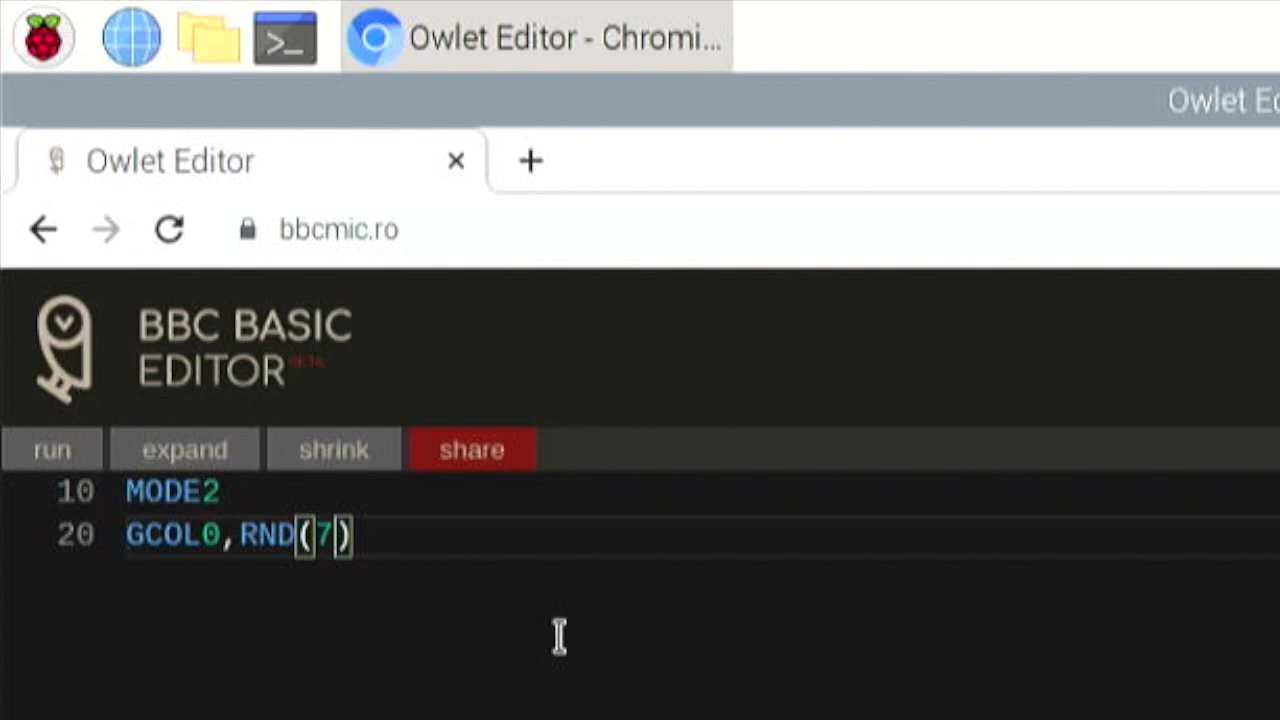 Owlet Editor - Chromi...
Owlet Ed
Owlet Editor
bbcmic.ro
BBC BASIC
EDITOR BETA
run expand shrink share
10 MODE2
20 GCOL0,RND(7)